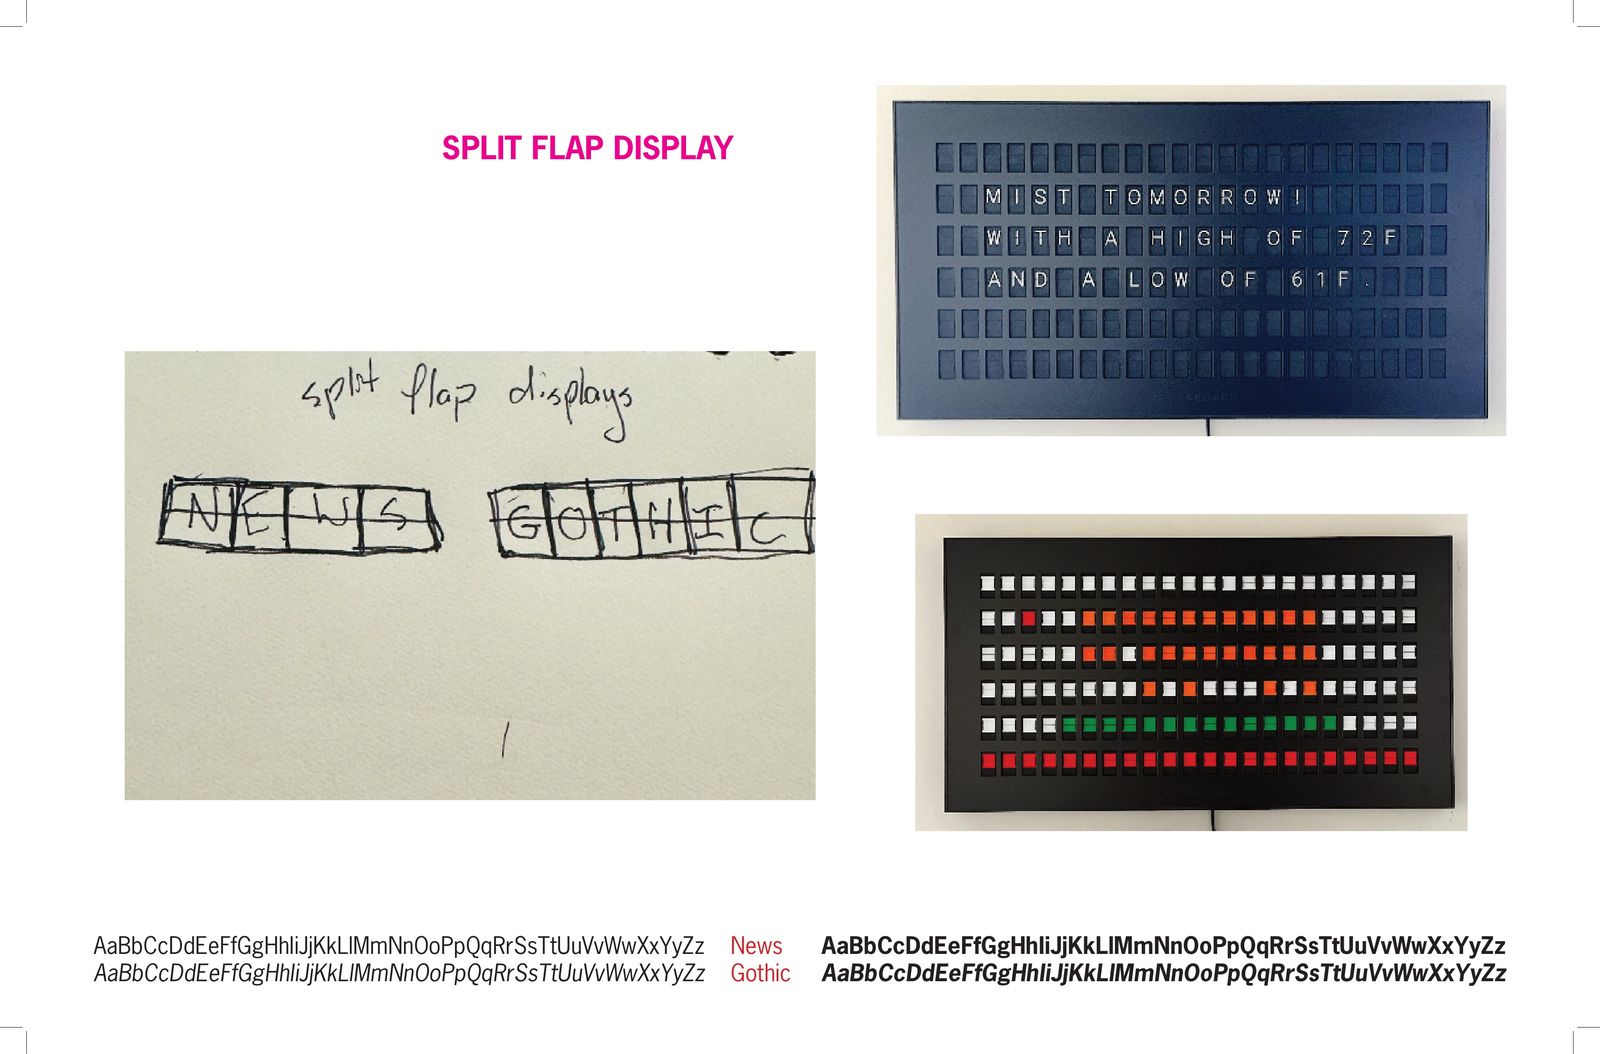 SPLIT FLAP DISPLAY
MIST TOMORROW!
WITH A HIGH OF 72F
AND A LOW OF 61F.
split flap displays
NEWS GOTHIC
AaBbCcDdEeFfGgHhIiJjKkLlMmNnOoPpQqRrSsTtUuVvWwXxYyZz
AaBbCcDdEeFfGgHhIiJjKkLlMmNnOoPpQqRrSsTtUuVvWwXxYyZz
News
Gothic
AaBbCcDdEeFfGgHhIiJjKkLlMmNnOoPpQqRrSsTtUuVvWwXxYyZz
AaBbCcDdEeFfGgHhIiJjKkLlMmNnOoPpQqRrSsTtUuVvWwXxYyZz